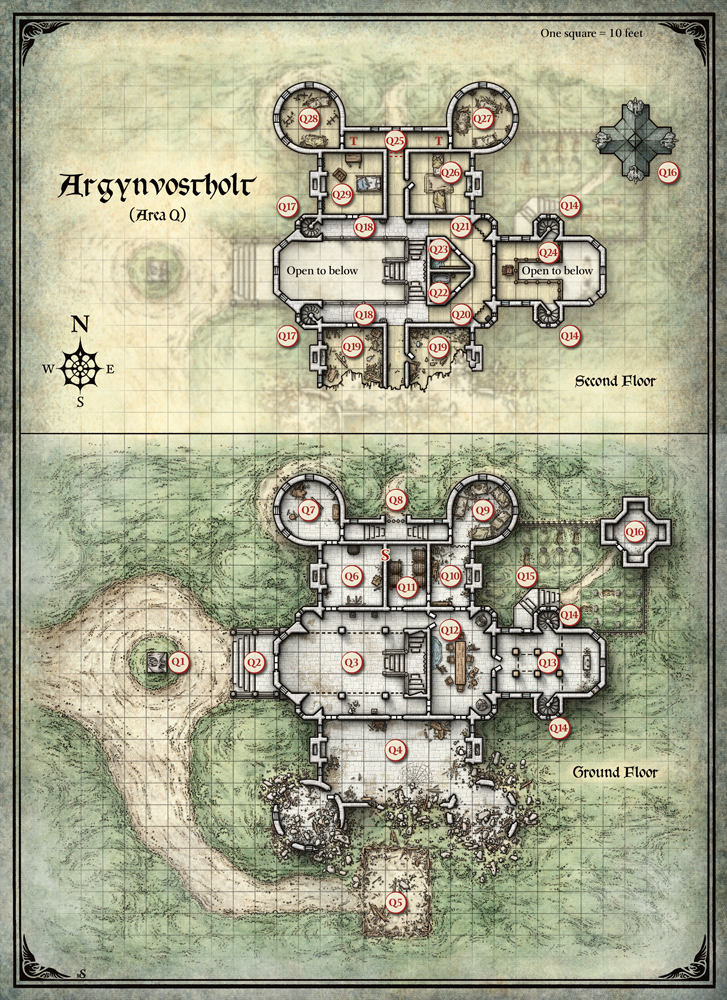 One square = 10 feet
Q28
Q27
T
Q25
T
Q16
Argynvostholt
(Area Q)
Q29
Q26
Q17
Q14
Q18
Q21
Q23
Q24
Open to below
Open to below
Q22
Q18
Q20
N
Q17
Q14
Q19
Q19
W
E
S
Second Floor
Q7
Q8
Q9
Q16
S
Q6
Q11
Q10
Q15
Q14
Q12
Q1
Q2
Q3
Q13
Q14
Q4
Ground Floor
Q5